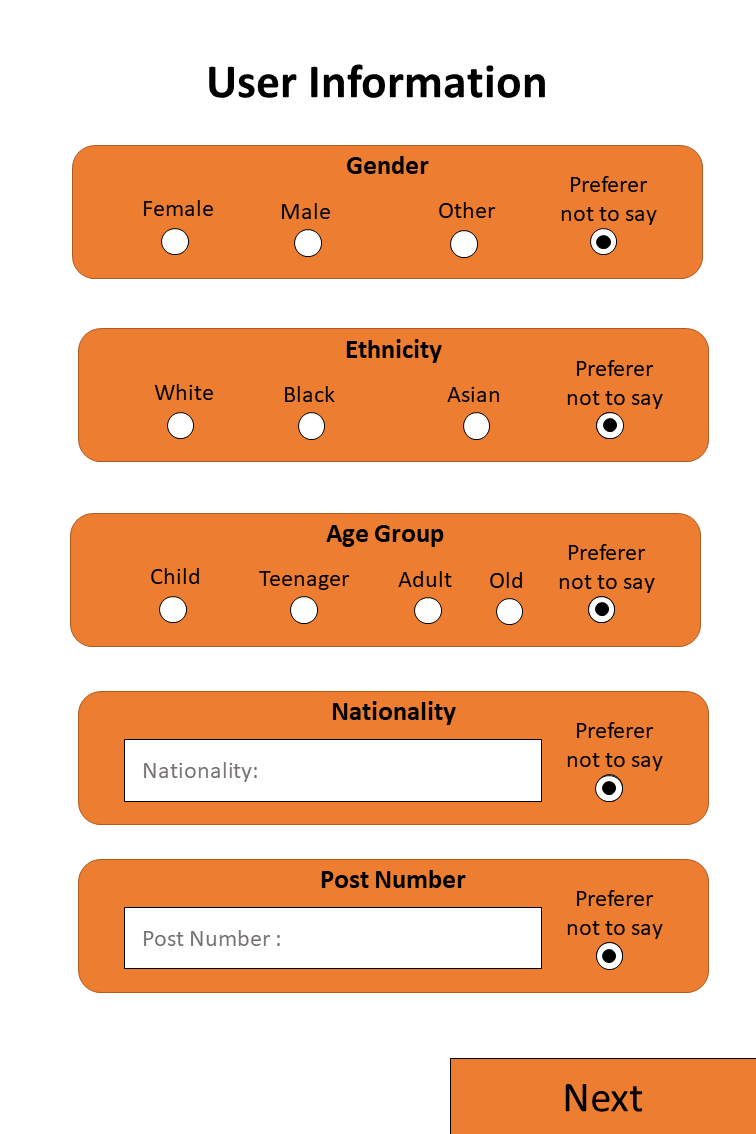 User Information
Gender
Female
Male
Other
Preferer
not to say
Ethnicity
White
Black
Asian
Preferer
not to say
Age Group
Child
Teenager
Adult
Old
Preferer
not to say
Nationality
Nationality:
Preferer
not to say
Post Number
Post Number :
Preferer
not to say
Next